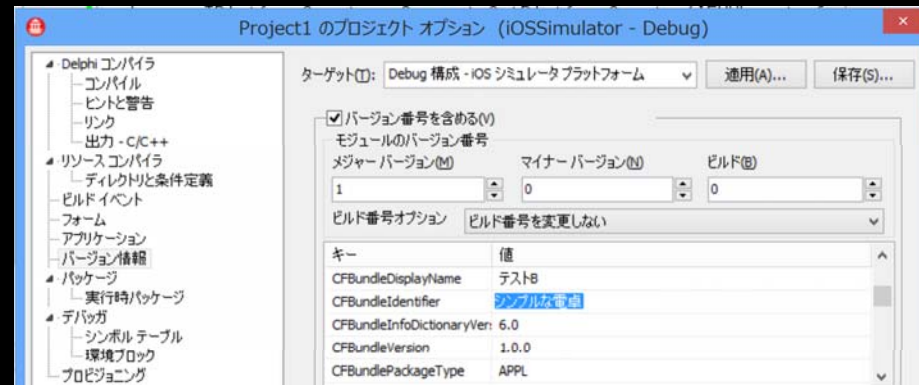 Project1 のプロジェクト オプション (iOSSimulator - Debug)
Delphi コンパイラ
コンパイル
ヒントと警告
リンク
出力 - C/C++
リソース コンパイラ
ディレクトリと条件定義
ビルド イベント
フォーム
アプリケーション
バージョン情報
パッケージ
実行時パッケージ
デバッガ
シンボル テーブル
環境ブロック
プロビジョニング
ターゲット(T): Debug 構成 - iOS シミュレータ プラットフォーム 適用(A)... 保存(S)...
バージョン番号を含める(V)
モジュールのバージョン番号
メジャー バージョン(M) マイナー バージョン(N) ビルド(B)
1 0 0
ビルド番号オプション ビルド番号を変更しない
キー 値
CFBundleDisplayName テストB
CFBundleIdentifier シンプルな電卓
CFBundleInfoDictionaryVer: 6.0
CFBundleVersion 1.0.0
CFBundlePackageType APPL